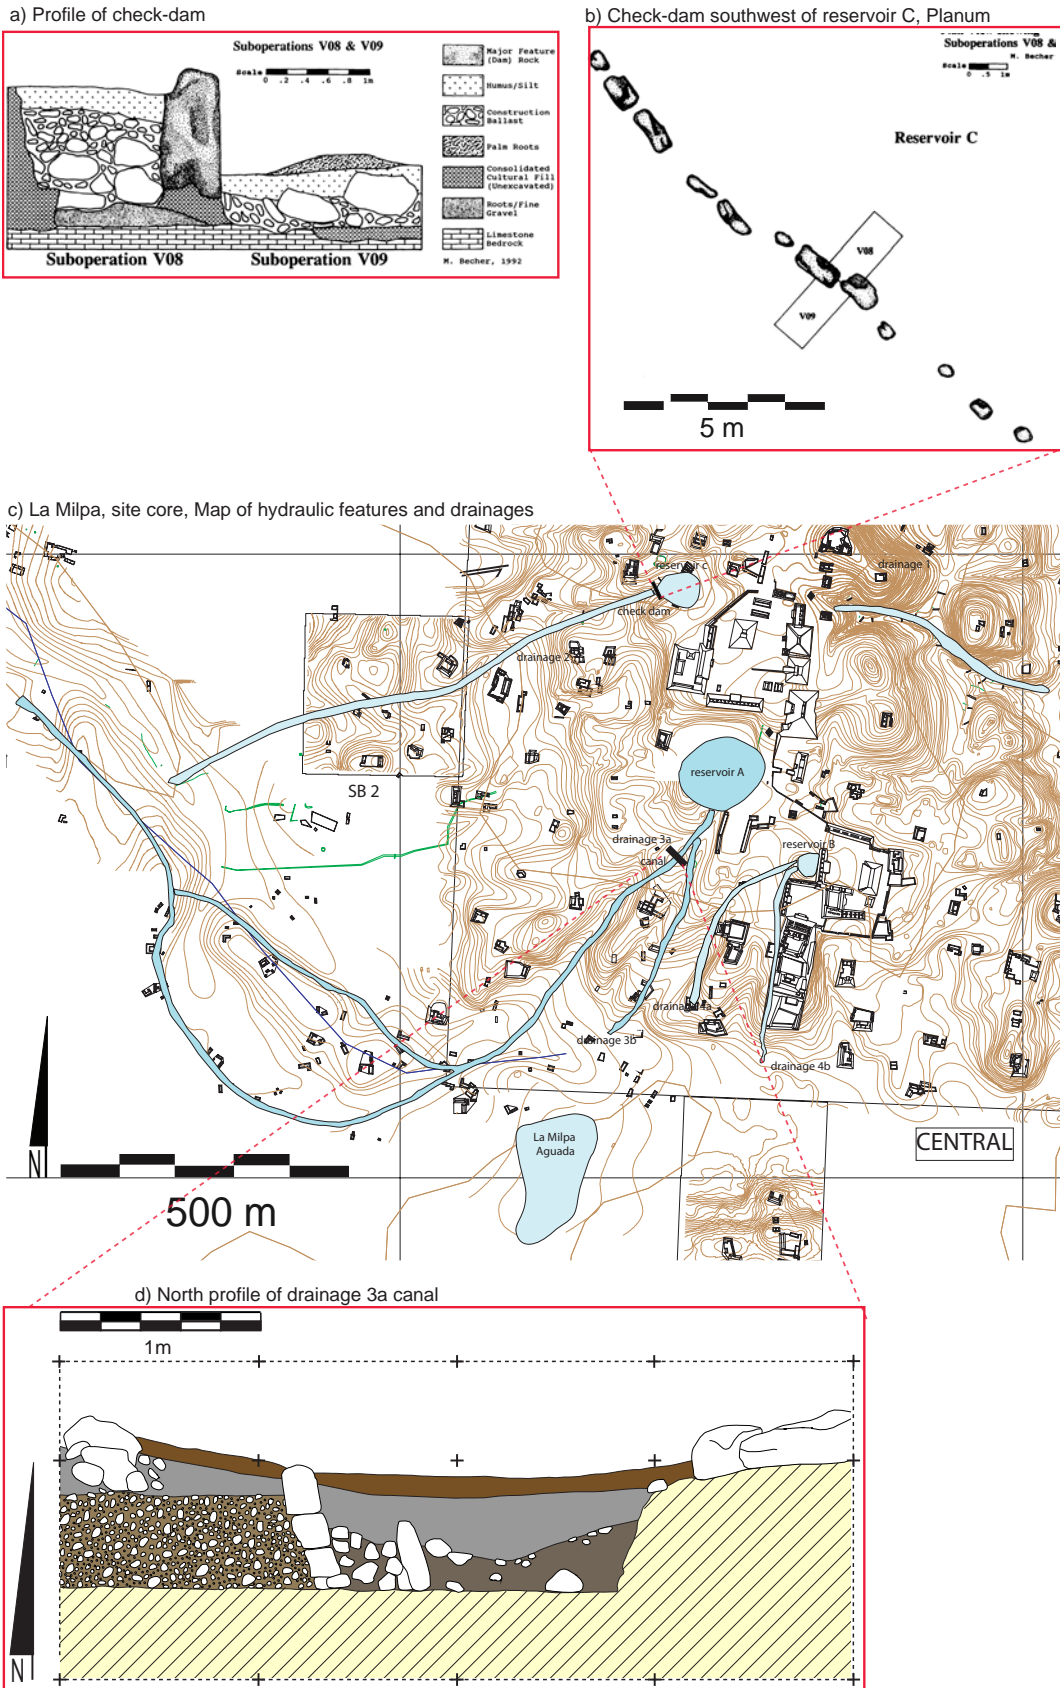 a) Profile of check-dam
Suboperations V08 & V09
Scale
0 .2 .4 .6 .8 1m
Major Feature
(Dam) Rock
Humus/Silt
Construction
Ballast
Palm Roots
Consolidated
Cultural Fill
(Unexcavated)
Roots/Fine
Gravel
Limestone
Bedrock
Suboperation V08
Suboperation V09
M. Becher, 1992
b) Check-dam southwest of reservoir C, Planum
Suboperations V08 &
M. Becher
Scale
0 .5 1m
Reservoir C
V08
V09
5 m
c) La Milpa, site core, Map of hydraulic features and drainages
reservoir c
drainage 1
check dam
drainage 2
SB 2
reservoir A
drainage 3a
canal
reservoir B
drainage 4a
drainage 3b
drainage 4b
La Milpa
Aguada
CENTRAL
N
500 m
d) North profile of drainage 3a canal
1m
N